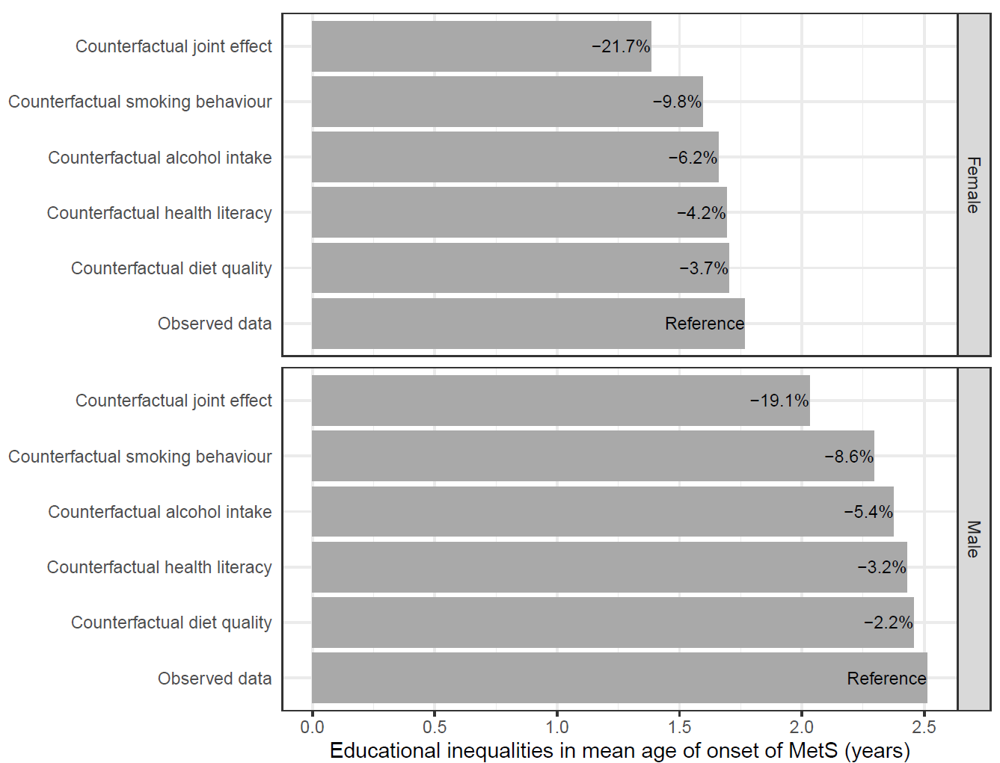 Counterfactual joint effect
−21.7%
Counterfactual smoking behaviour
−9.8%
Counterfactual alcohol intake
−6.2%
Counterfactual health literacy
−4.2%
Counterfactual diet quality
−3.7%
Observed data
Reference
Female
Counterfactual joint effect
−19.1%
Counterfactual smoking behaviour
−8.6%
Counterfactual alcohol intake
−5.4%
Counterfactual health literacy
−3.2%
Counterfactual diet quality
−2.2%
Observed data
Reference
Male
0.0 0.5 1.0 1.5 2.0 2.5
Educational inequalities in mean age of onset of MetS (years)